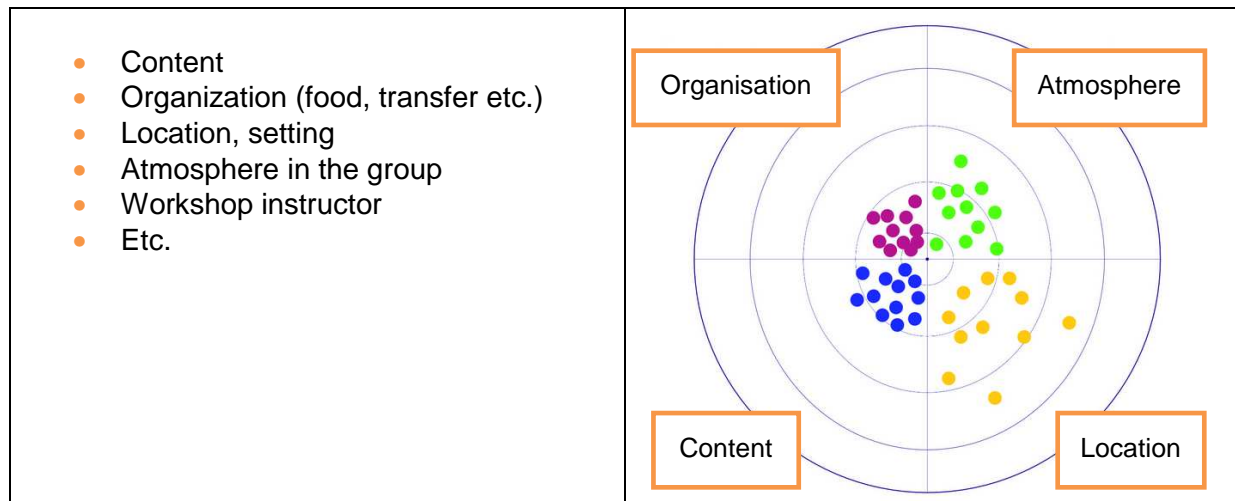 Content
Organization (food, transfer etc.)
Location, setting
Atmosphere in the group
Workshop instructor
Etc.
Organisation
Atmosphere
Content
Location